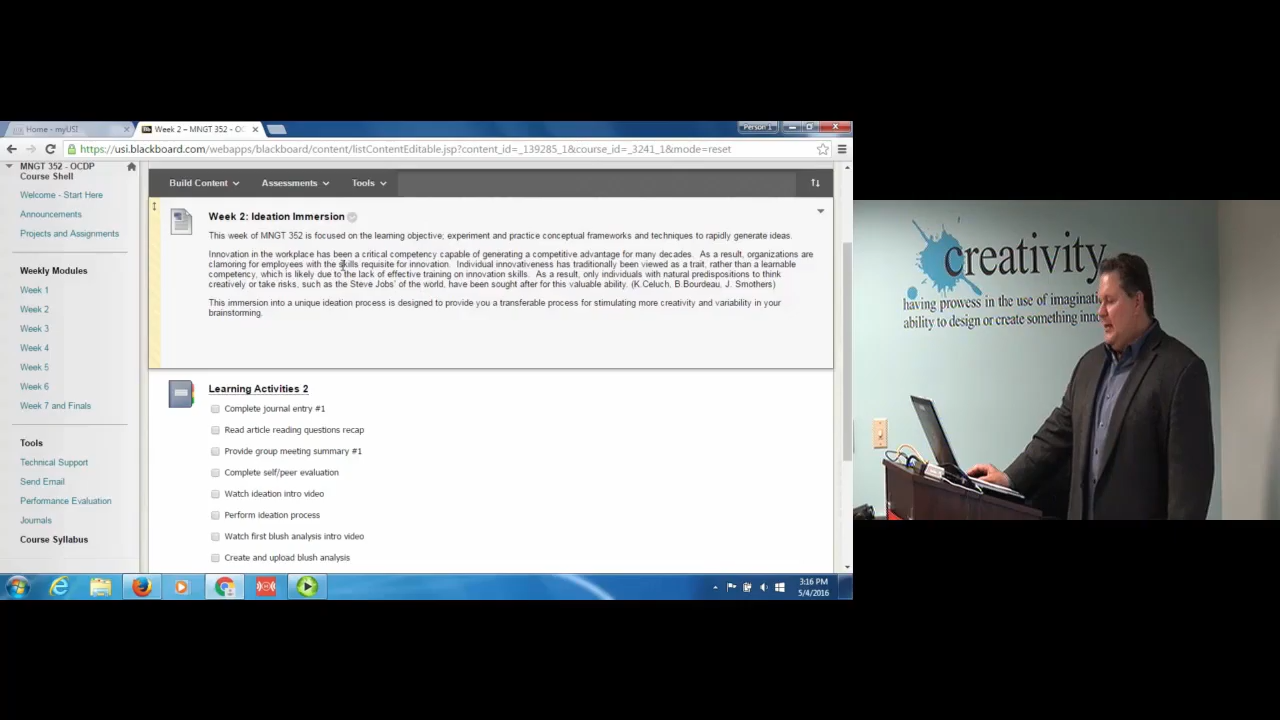 Home - myUSI
Week 2 – MNGT 352 - OC
Person 1
https://usi.blackboard.com/webapps/blackboard/content/listContentEditable.jsp?content_id=_139285_1&course_id=_3241_1&mode=reset
MNGT 352 - OCDP
Course Shell
Welcome - Start Here
Announcements
Projects and Assignments
Weekly Modules
Week 1
Week 2
Week 3
Week 4
Week 5
Week 6
Week 7 and Finals
Tools
Technical Support
Send Email
Performance Evaluation
Journals
Course Syllabus
Build Content
Assessments
Tools
Week 2: Ideation Immersion
This week of MNGT 352 is focused on the learning objective; experiment and practice conceptual frameworks and techniques to rapidly generate ideas.
Innovation in the workplace has been a critical competency capable of generating a competitive advantage for many decades. As a result, organizations are
clamoring for employees with the skills requisite for innovation. Individual innovativeness has traditionally been viewed as a trait, rather than a learnable
competency, which is likely due to the lack of effective training on innovation skills. As a result, only individuals with natural predispositions to think
creatively or take risks, such as the Steve Jobs' of the world, have been sought after for this valuable ability. (K.Celuch, B.Bourdeau, J. Smothers)
This immersion into a unique ideation process is designed to provide you a transferable process for stimulating more creativity and variability in your
brainstorming.
Learning Activities 2
Complete journal entry #1
Read article reading questions recap
Provide group meeting summary #1
Complete self/peer evaluation
Watch ideation intro video
Perform ideation process
Watch first blush analysis intro video
Create and upload blush analysis
3:16 PM
5/4/2016
creativity
having prowess in the use of imaginati
ability to design or create something inno